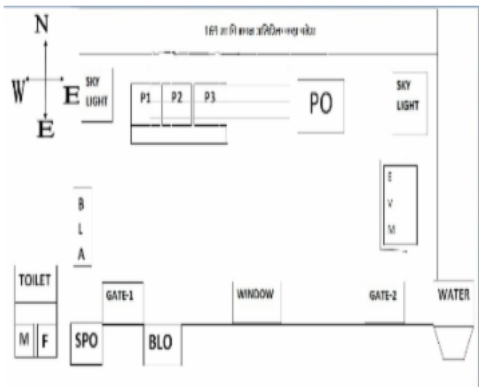 N
W
E
E
SKY
LIGHT
P1
P2
P3
PO
SKY
LIGHT
E
V
M
B
L
A
TOILET
M
F
GATE-1
WINDOW
GATE-2
WATER
SPO
BLO